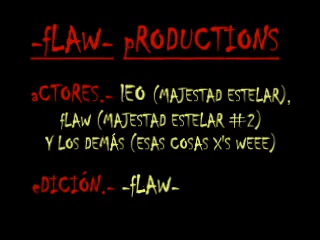 -fLAW- pRODUCTIONS
aCTORES.- lEO (MAJESTAD ESTELAR),
fLAW (MAJESTAD ESTELAR #2)
Y LOS DEMÁS (ESAS COSAS X'S WEEE)
eDICIÓN.- -fLAW-